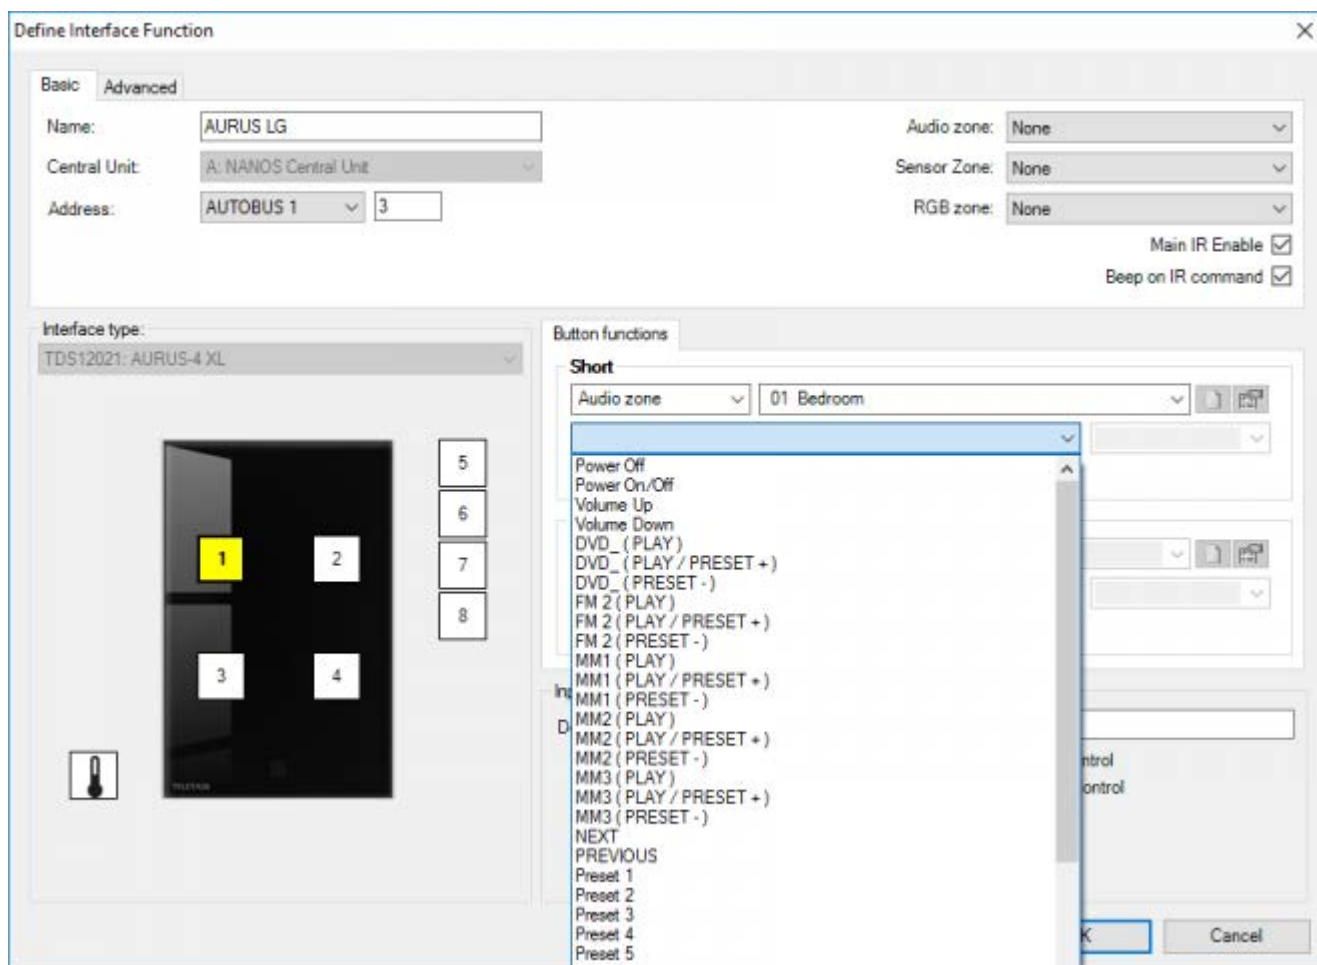 Define Interface Function
Basic
Advanced
Name:
AURUS LG
Audio zone:
None
Central Unit:
A: NANOS Central Unit
Sensor Zone:
None
Address:
AUTOBUS 1
3
RGB zone:
None
Main IR Enable
Beep on IR command
Interface type:
TDS12021: AURUS-4 XL
1
2
3
4
5
6
7
8
Button functions
Short
Audio zone
01 Bedroom
Power Off
Power On/Off
Volume Up
Volume Down
DVD_ ( PLAY )
DVD_ ( PLAY / PRESET + )
DVD_ ( PRESET - )
FM 2 ( PLAY )
FM 2 ( PLAY / PRESET + )
FM 2 ( PRESET - )
MM1 ( PLAY )
MM1 ( PLAY / PRESET + )
MM1 ( PRESET - )
MM2 ( PLAY )
MM2 ( PLAY / PRESET + )
MM2 ( PRESET - )
MM3 ( PLAY )
MM3 ( PLAY / PRESET + )
MM3 ( PRESET - )
NEXT
PREVIOUS
Preset 1
Preset 2
Preset 3
Preset 4
Preset 5
ntrol
ontrol
K
Cancel